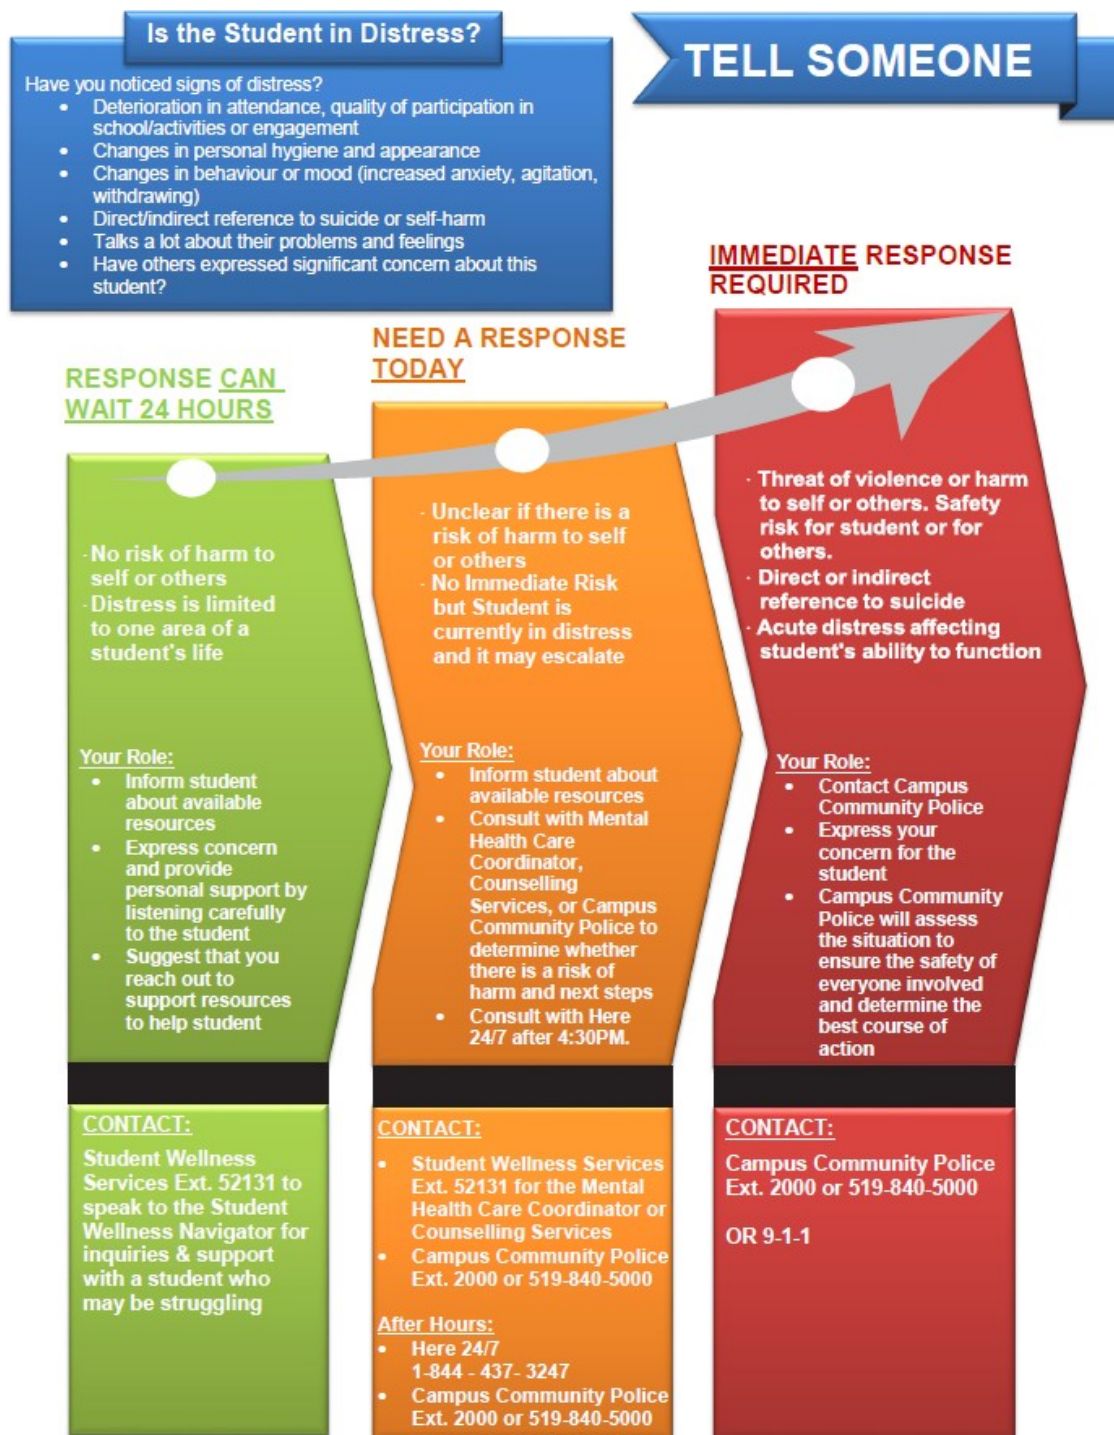 Is the Student in Distress?
TELL SOMEONE
Have you noticed signs of distress?
• Deterioration in attendance, quality of participation in
school/activities or engagement
• Changes in personal hygiene and appearance
• Changes in behaviour or mood (increased anxiety, agitation,
withdrawing)
• Direct/indirect reference to suicide or self-harm
• Talks a lot about their problems and feelings
• Have others expressed significant concern about this
student?
RESPONSE CAN
WAIT 24 HOURS
· No risk of harm to
self or others
· Distress is limited
to one area of a
student's life
Your Role:
• Inform student
about available
resources
• Express concern
and provide
personal support by
listening carefully
to the student
• Suggest that you
reach out to
support resources
to help student
CONTACT:
Student Wellness
Services Ext. 52131 to
speak to the Student
Wellness Navigator for
inquiries & support
with a student who
may be struggling
NEED A RESPONSE
TODAY
· Unclear if there is a
risk of harm to self
or others
· No Immediate Risk
but Student is
currently in distress
and it may escalate
Your Role:
• Inform student about
available resources
• Consult with Mental
Health Care
Coordinator,
Counselling
Services, or Campus
Community Police to
determine whether
there is a risk of
harm and next steps
• Consult with Here
24/7 after 4:30PM.
CONTACT:
• Student Wellness Services
Ext. 52131 for the Mental
Health Care Coordinator or
Counselling Services
• Campus Community Police
Ext. 2000 or 519-840-5000
After Hours:
• Here 24/7
1-844 - 437- 3247
• Campus Community Police
Ext. 2000 or 519-840-5000
IMMEDIATE RESPONSE
REQUIRED
· Threat of violence or harm
to self or others. Safety
risk for student or for
others.
· Direct or indirect
reference to suicide
· Acute distress affecting
student's ability to function
Your Role:
• Contact Campus
Community Police
• Express your
concern for the
student
• Campus Community
Police will assess
the situation to
ensure the safety of
everyone involved
and determine the
best course of
action
CONTACT:
Campus Community Police
Ext. 2000 or 519-840-5000
OR 9-1-1